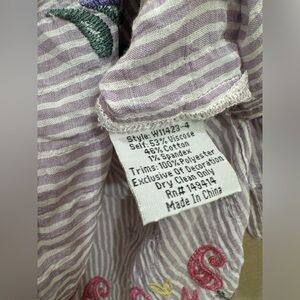 Style: W11423-4
Self: 53% Viscose
46% Cotton
1% Spandex
Trims: 100% Polyester
Exclusive Of Decoration
Dry Clean Only
Rn# 149414
Made In China